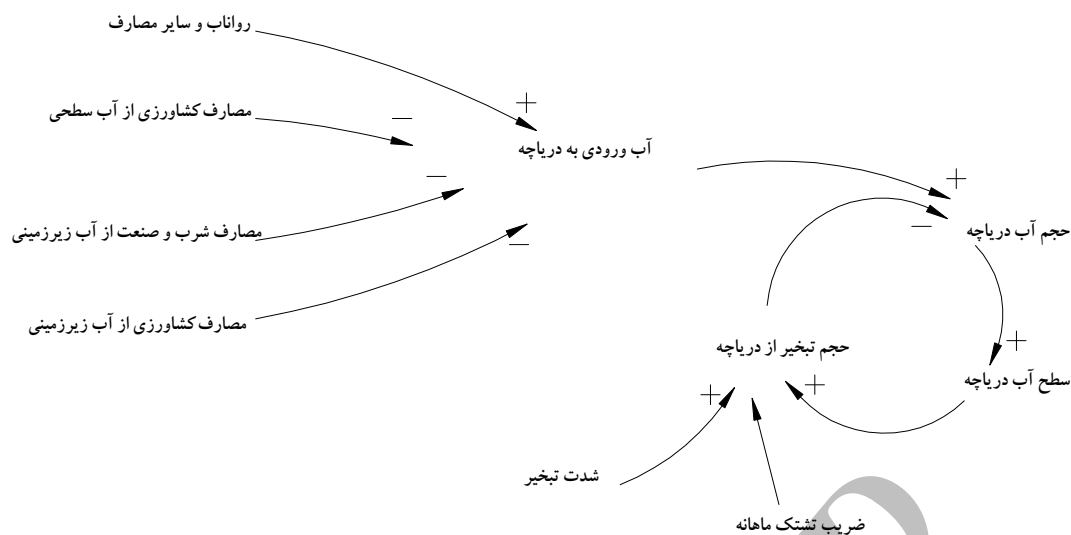 رواناب و سایر مصارف
+
مصارف کشاورزی از آب سطحی
—
آب ورودی به دریاچه
—
+
مصارف شرب و صنعت از آب زیرزمینی
—
—
حجم آب دریاچه
مصارف کشاورزی از آب زیرزمینی
حجم تبخیر از دریاچه
+
سطح آب دریاچه
+
+
شدت تبخیر
ضریب تشتک ماهانه